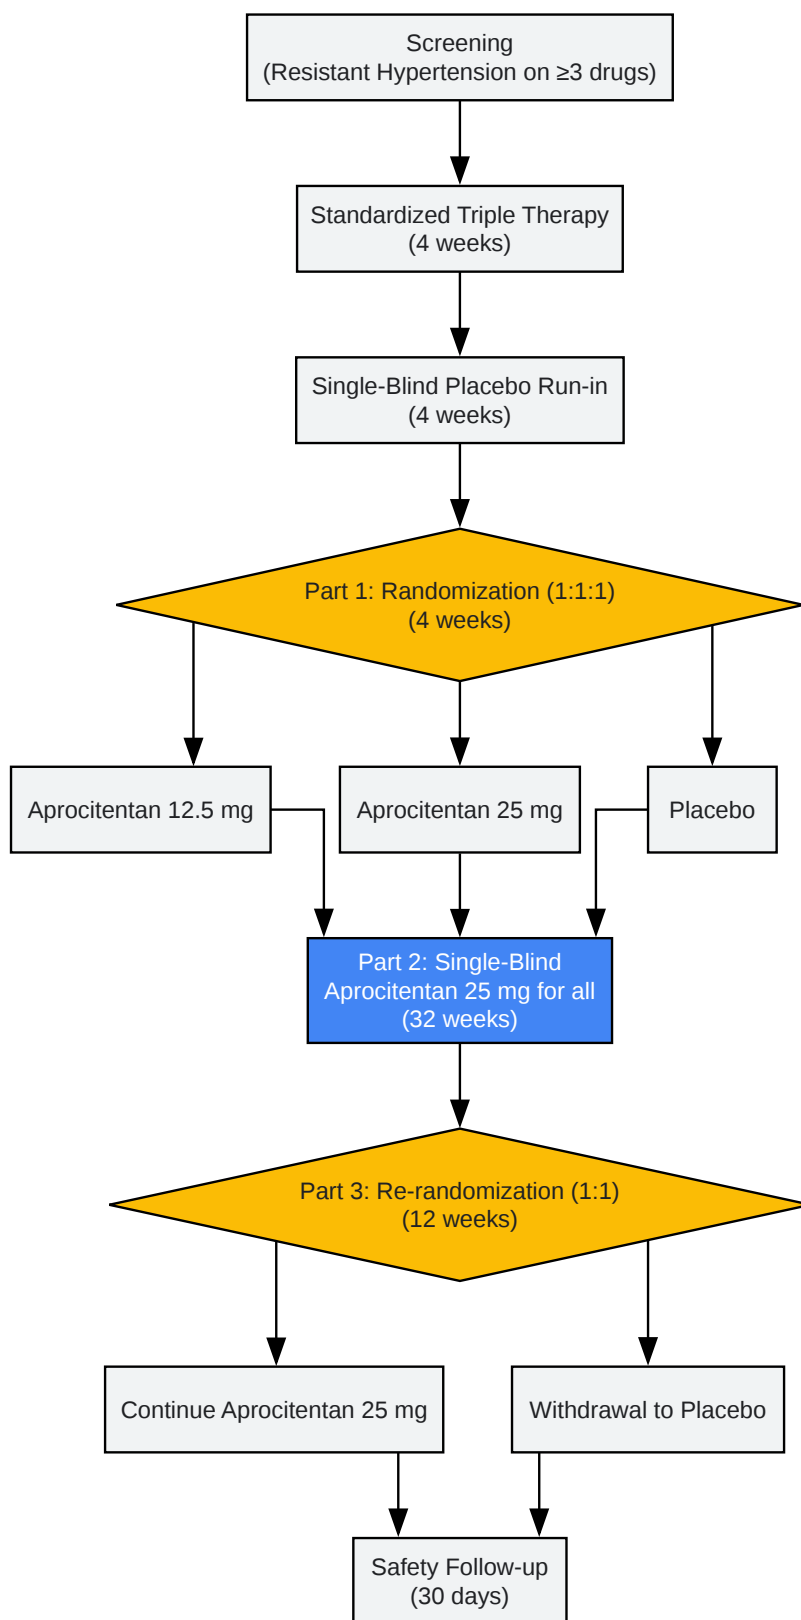 Screening
(Resistant Hypertension on ≥3 drugs)
Standardized Triple Therapy
(4 weeks)
Single-Blind Placebo Run-in
(4 weeks)
Part 1: Randomization (1:1:1)
(4 weeks)
Aprocitentan 12.5 mg
Aprocitentan 25 mg
Placebo
Part 2: Single-Blind
Aprocitentan 25 mg for all
(32 weeks)
Part 3: Re-randomization (1:1)
(12 weeks)
Continue Aprocitentan 25 mg
Withdrawal to Placebo
Safety Follow-up
(30 days)